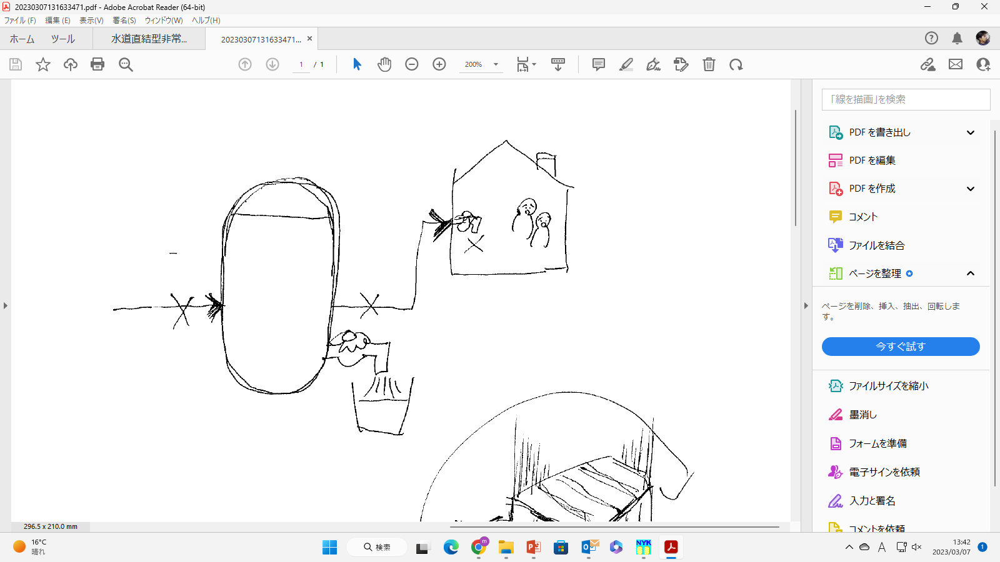 20230307131633471.pdf - Adobe Acrobat Reader (64-bit)
ファイル (F) 編集 (E) 表示(V) 署名(S) ウィンドウ(W) ヘルプ(H)
ホーム ツール 水道直結型非常... 20230307131633471... ×
1 / 1 200%
「線を描画」を検索
PDF を書き出し
PDF を編集
PDF を作成
コメント
ファイルを結合
ページを整理
ページを削除、挿入、抽出、回転しま
す。
今すぐ試す
ファイルサイズを縮小
墨消し
フォームを準備
電子サインを依頼
入力と署名
コメントを依頼
296.5 x 210.0 mm
16°C
晴れ
検索
m
NYK
A
13:42
2023/03/07
1